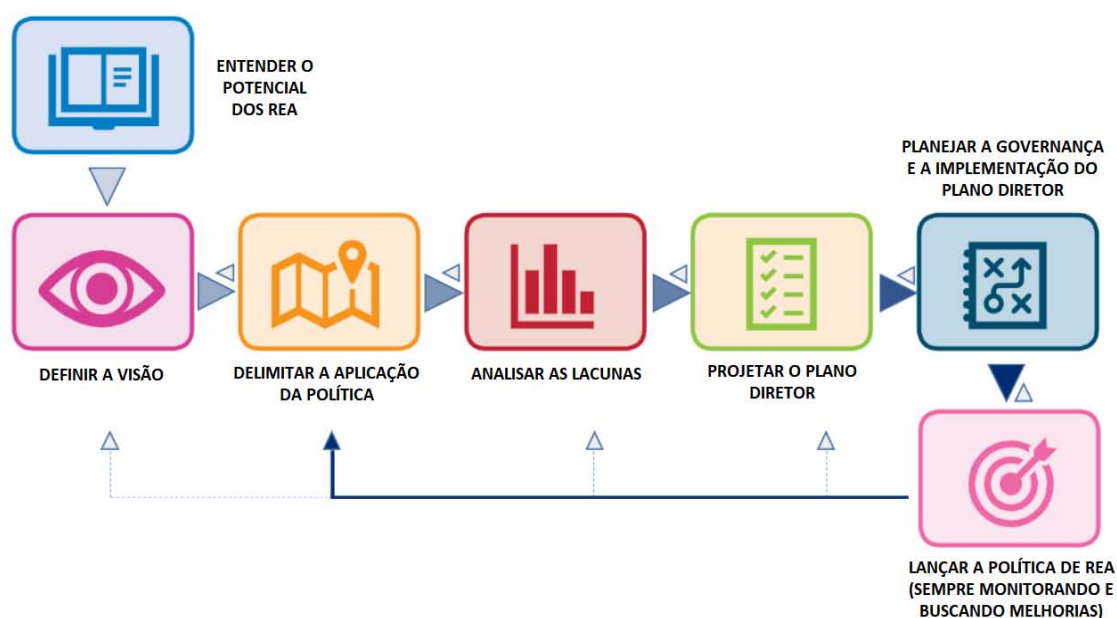 ENTENDER O
POTENCIAL
DOS REA
PLANEJAR A GOVERNANÇA
E A IMPLEMENTAÇÃO DO
PLANO DIRETOR
DEFINIR A VISÃO
DELIMITAR A APLICAÇÃO
DA POLÍTICA
ANALISAR AS LACUNAS
PROJETAR O PLANO
DIRETOR
LANÇAR A POLÍTICA DE REA
(SEMPRE MONITORANDO E
BUSCANDO MELHORIAS)